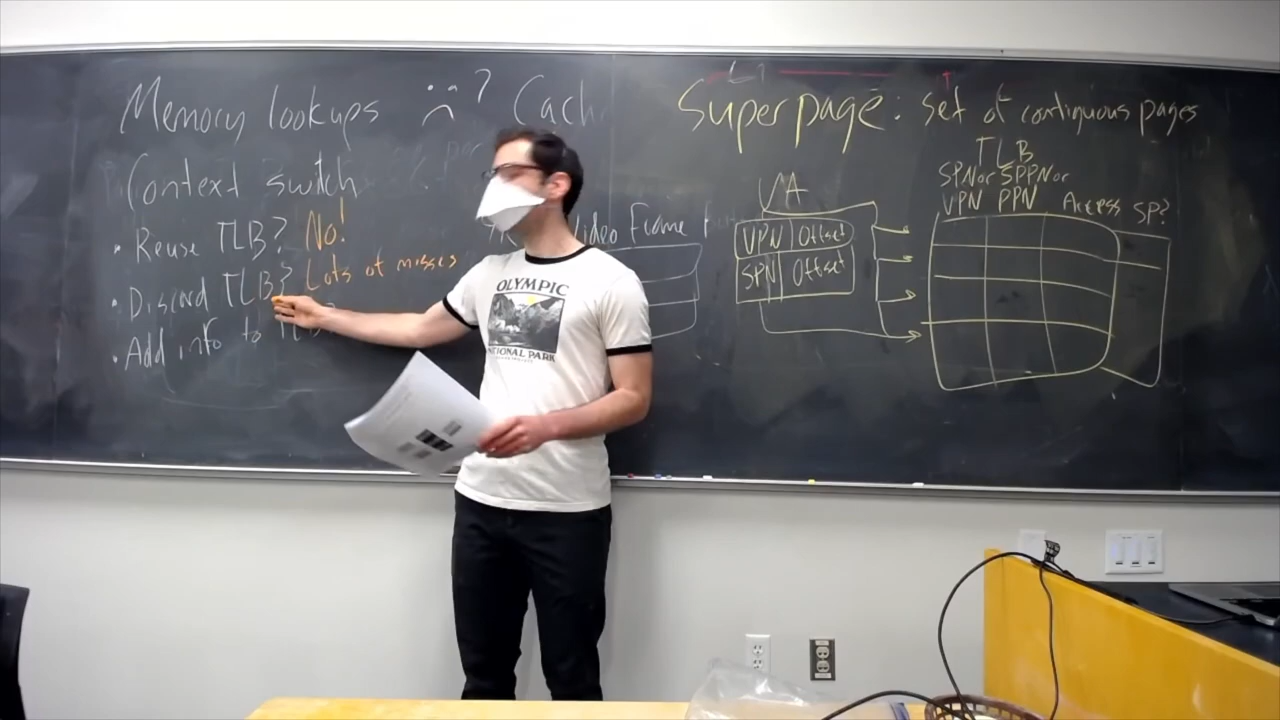 Memory lookups :( ? Cach
Context switch
• Reuse TLB? No!
• Discard TLB? Lots of misses
• Add info to
Video Frame
Superpage: Set of contiguous pages
VA
VPN Offset
SPN Offset
TLB
SPN or SPPN or
VPN PPN Access SP?
OLYMPIC
NATIONAL PARK